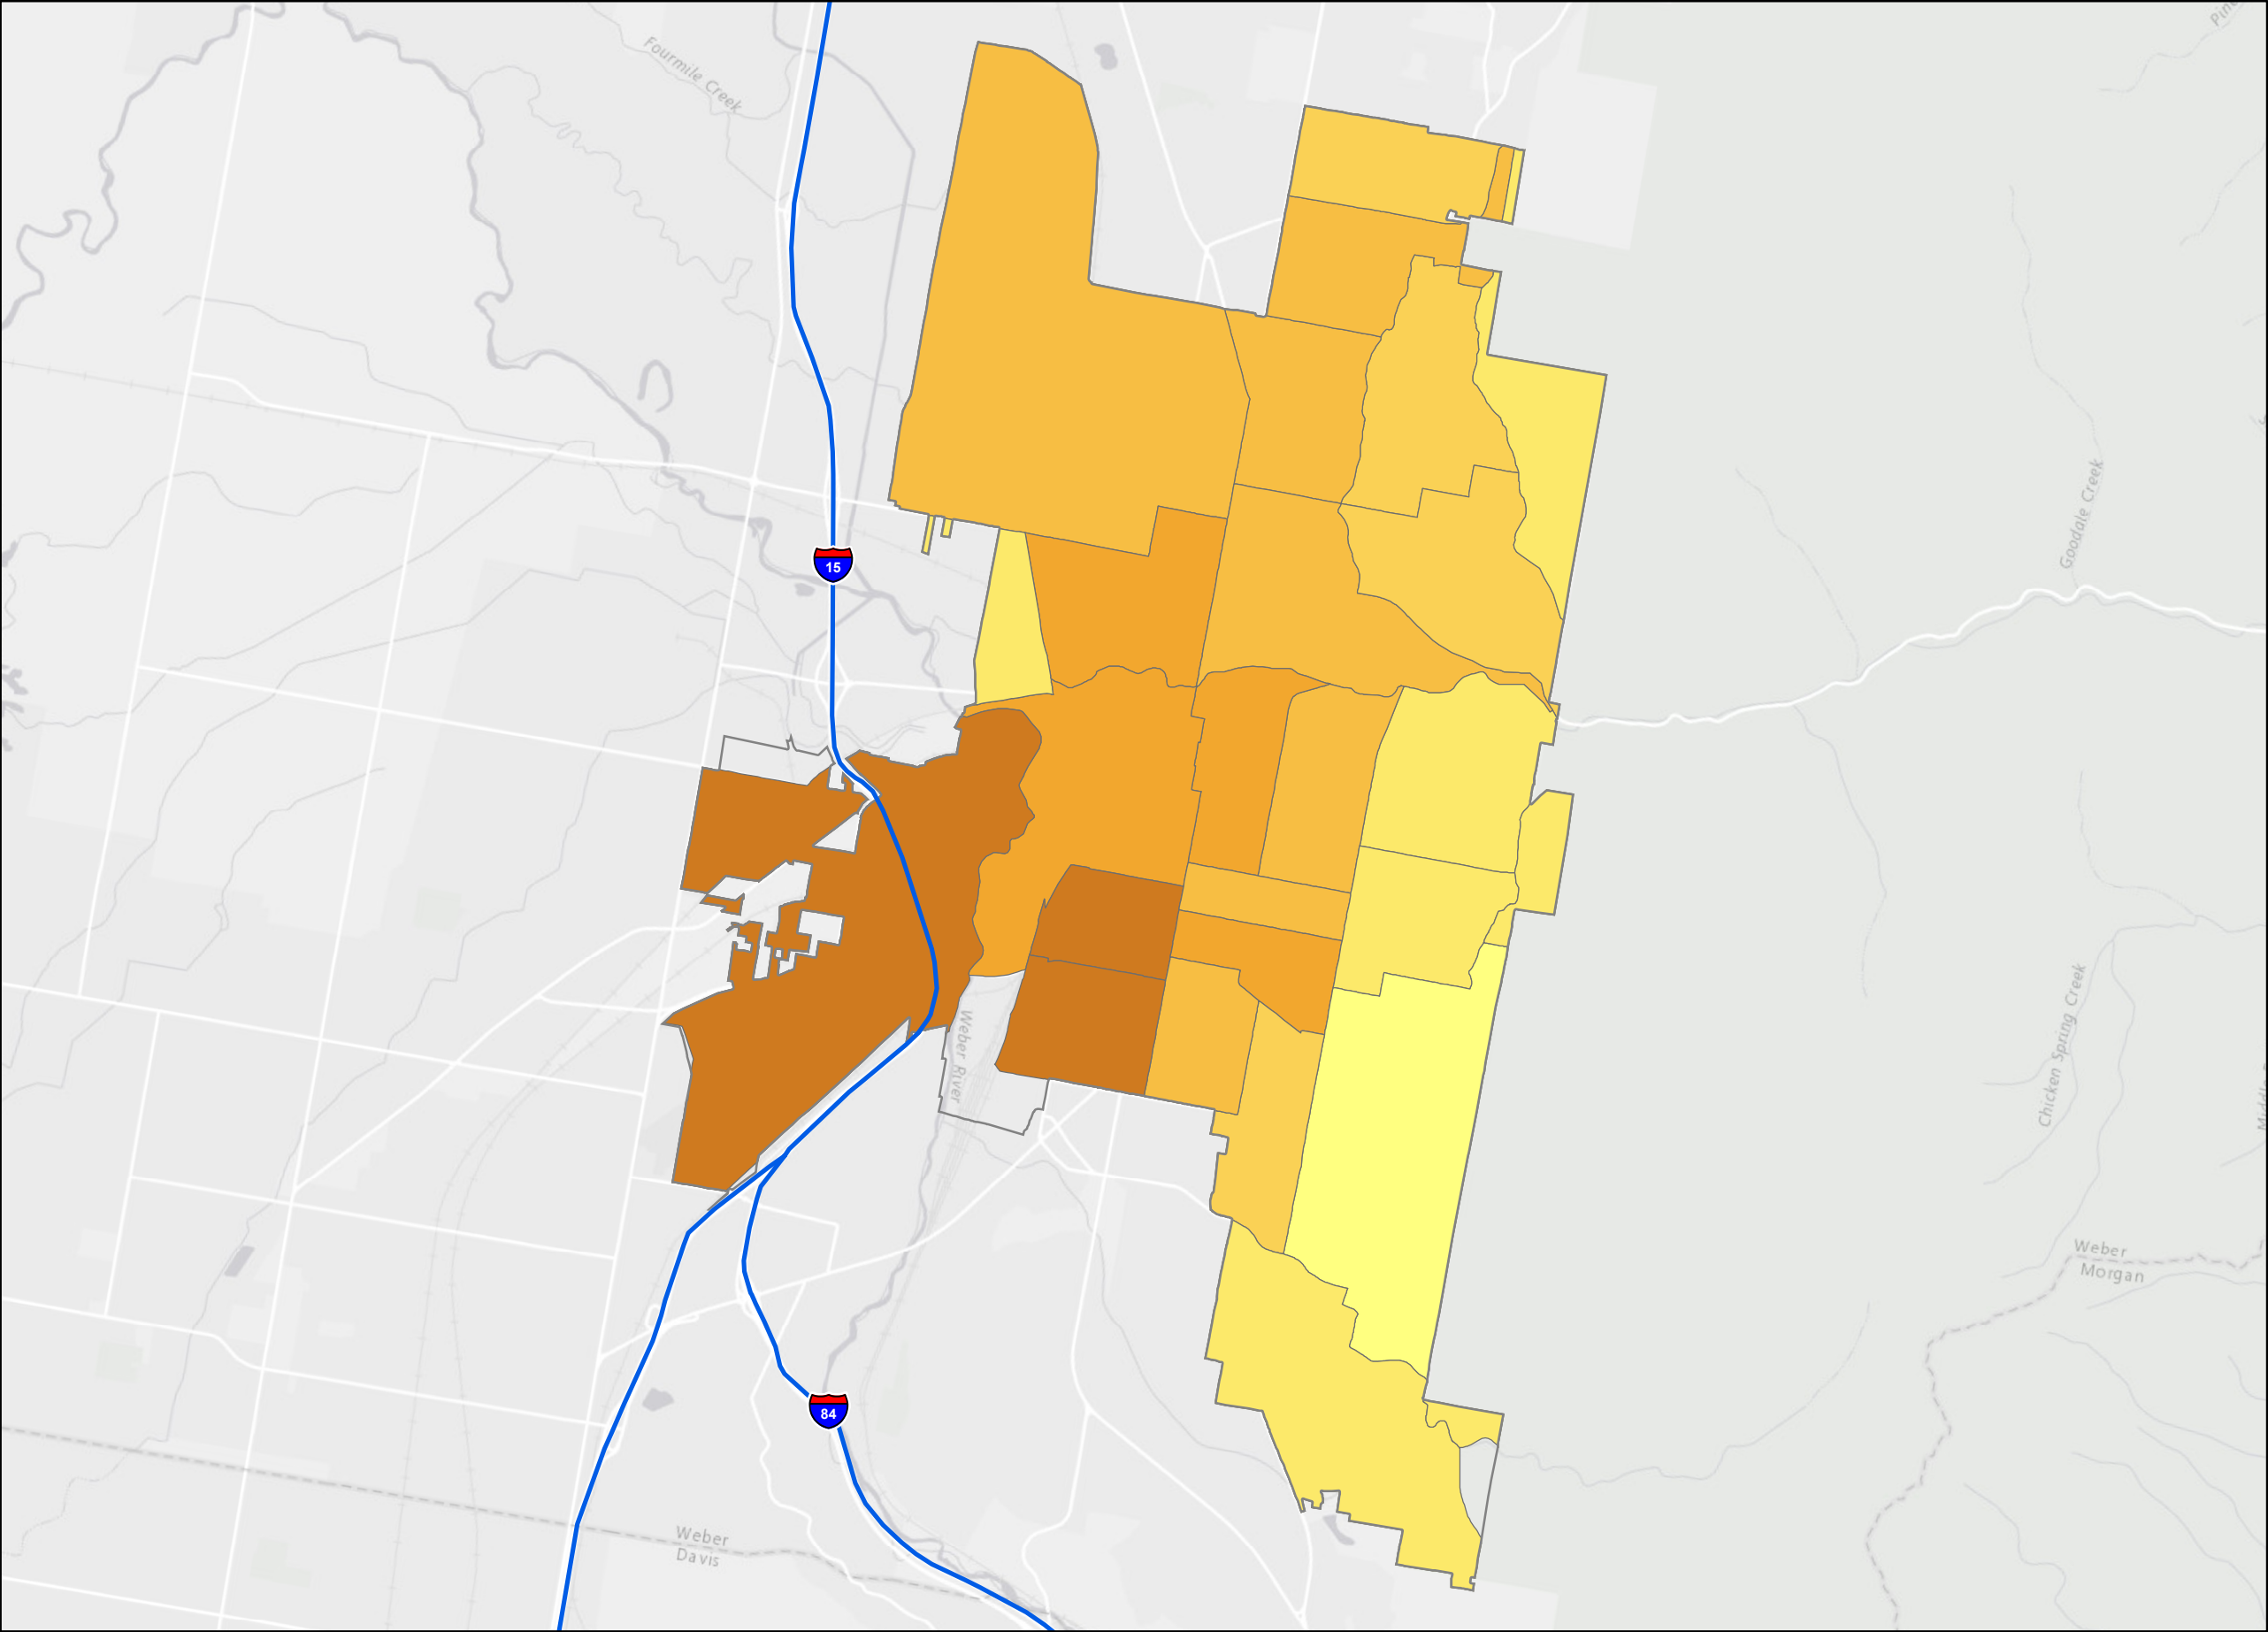 Fourmile Creek
15
Goodale Creek
Weber River
Chicken Spring Creek
Weber
Morgan
84
Weber
Davis